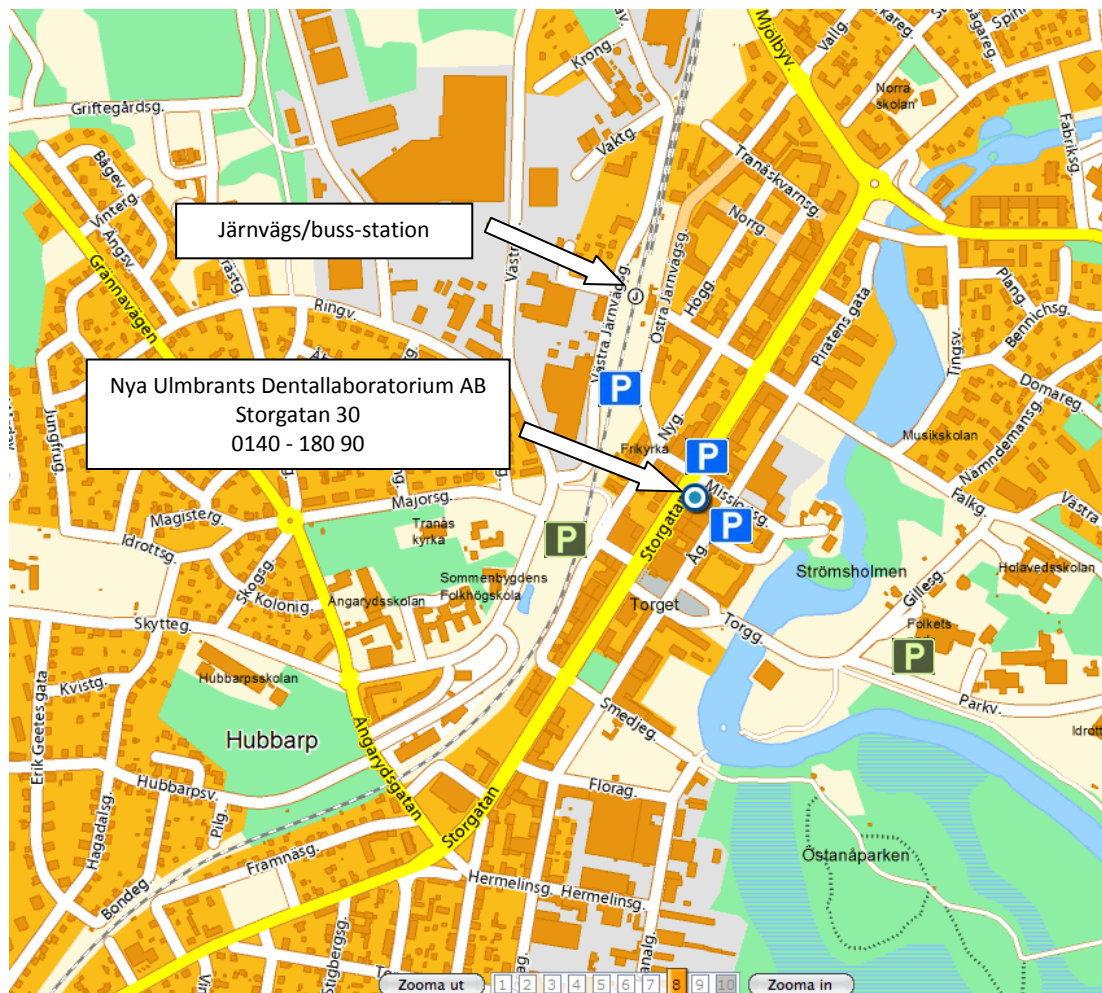 Krong.
Mjölbyv.
Vallg.
Spinn
Norra
skolan
Fabriksg.
Griftegårdsg.
Vaktg.
Bågev.
Vinterg.
Ängsv.
Tranåskvarnsg.
Norrg.
Järnvägs/buss-station
Grännavägen
Ringv.
Västra Järnvägsg.
Östra Järnvägsg.
J
Högg.
Piratens gata
Plang.
Bennichsg.
Tingsv.
Domareg.
Nya Ulmbrants Dentallaboratorium AB
Storgatan 30
0140 - 180 90
P
Jungfrug.
Nyg.
Frikyrka
P
Musikskolan
Nämndemansg.
Missionsg.
Falkg.
Västra
Majorsg.
Magisterg.
Tranås
kyrka
P
Storgatan
P
Idrottsg.
Skogsg.
Kolonig.
Ängarydsskolan
Sommenbygdens
Folkhögskola
Åg.
Strömsholmen
Gillesg.
Holavedsskolan
Torget
Torgg.
Folkets
P
Skytteg.
Hubbarpsskolan
Kvistg.
Erik Geetes gata
Parkv.
Smedjeg.
Idrott
Hubbarp
Ängarydsgatan
Hubbarpsv.
Pilg.
Hagadalsg.
Florag.
Storgatan
Framnäsg.
Östanåparken
Bondeg.
Hermelinsg.
Hermelinsg.
Stigbergsg.
Zooma ut
1 2 3 4 5 6 7 8 9 10
Zooma in